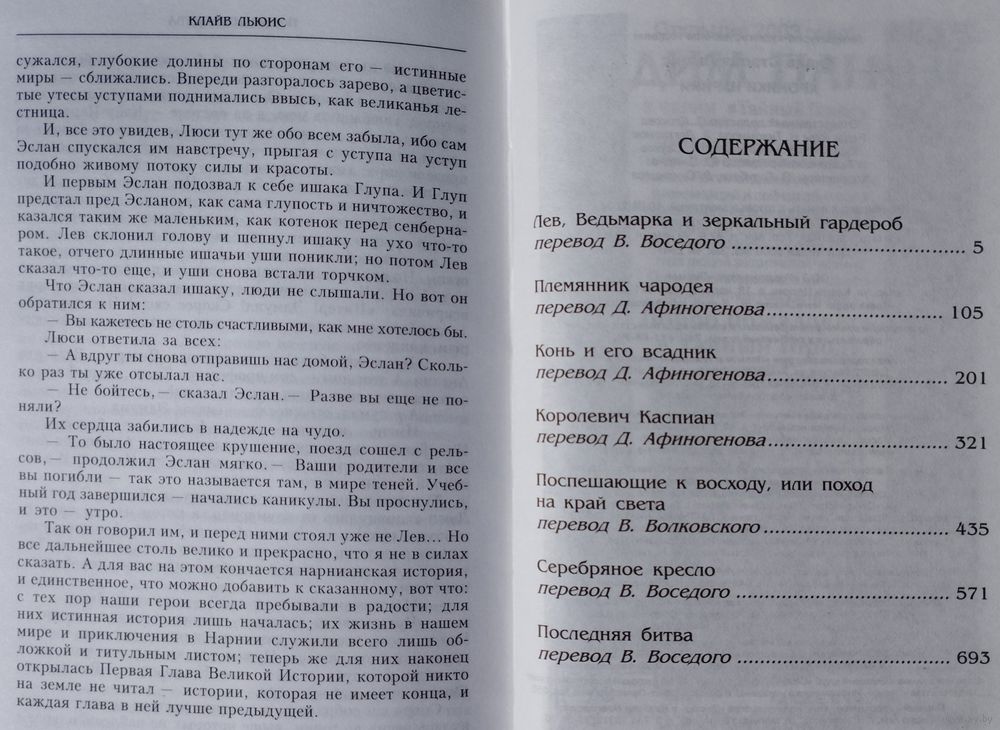 КЛАЙВ ЛЬЮИС
сужался, глубокие долины по сторонам его — истинные
миры — сближались. Впереди разгоралось зарево, а цветис-
тые утесы уступами поднимались ввысь, как великанья ле-
стница.
И, все это увидев, Люси тут же обо всем забыла, ибо сам
Эслан спускался им навстречу, прыгая с уступа на уступ
подобно живому потоку силы и красоты.
И первым Эслан подозвал к себе ишака Глупа. И Глуп
предстал пред Эсланом, как сама глупость и ничтожество, и
казался таким же маленьким, как котенок перед сенберна-
ром. Лев склонил голову и шепнул ишаку на ухо что-то
такое, отчего длинные ишачьи уши поникли; но потом Лев
сказал что-то еще, и уши снова встали торчком.
Что Эслан сказал ишаку, люди не слышали. Но вот он
обратился к ним:
— Вы кажетесь не столь счастливыми, как мне хотелось бы.
Люси ответила за всех:
— А вдруг ты снова отправишь нас домой, Эслан? Сколь-
ко раз ты уже отсылал нас.
— Не бойтесь,— сказал Эслан.— Разве вы еще не по-
няли?
Их сердца забились в надежде на чудо.
— То было настоящее крушение, поезд сошел с рель-
сов,— продолжил Эслан мягко.— Ваши родители и все
вы погибли — так это называется там, в мире теней. Учеб-
ный год завершился — начались каникулы. Вы проснулись,
и это — утро.
Так он говорил им, и перед ними стоял уже не Лев... Но
все дальнейшее столь велико и прекрасно, что я не в силах
сказать. А для вас на этом кончается нарнианская история,
и единственное, что можно добавить к сказанному, вот что:
с тех пор наши герои всегда пребывали в радости; для
них истинная история лишь началась; их жизнь в нашем
мире и приключения в Нарнии служили всего лишь об-
ложкой и титульным листом; теперь же для них наконец
открылась Первая Глава Великой Истории, которой никто
на земле не читал — истории, которая не имеет конца, и
каждая глава в ней лучше предыдущей.
СОДЕРЖАНИЕ
Лев, Ведьмарка и зеркальный гардероб
перевод В. Воседого ........ 5
Племянник чародея
перевод Д. Афиногенова ........ 105
Конь и его всадник
перевод Д. Афиногенова ........ 201
Королевич Каспиан
перевод Д. Афиногенова ........ 321
Поспешающие к восходу, или поход
на край света
перевод В. Волковского ........ 435
Серебряное кресло
перевод В. Воседого ........ 571
Последняя битва
перевод В. Воседого ........ 693